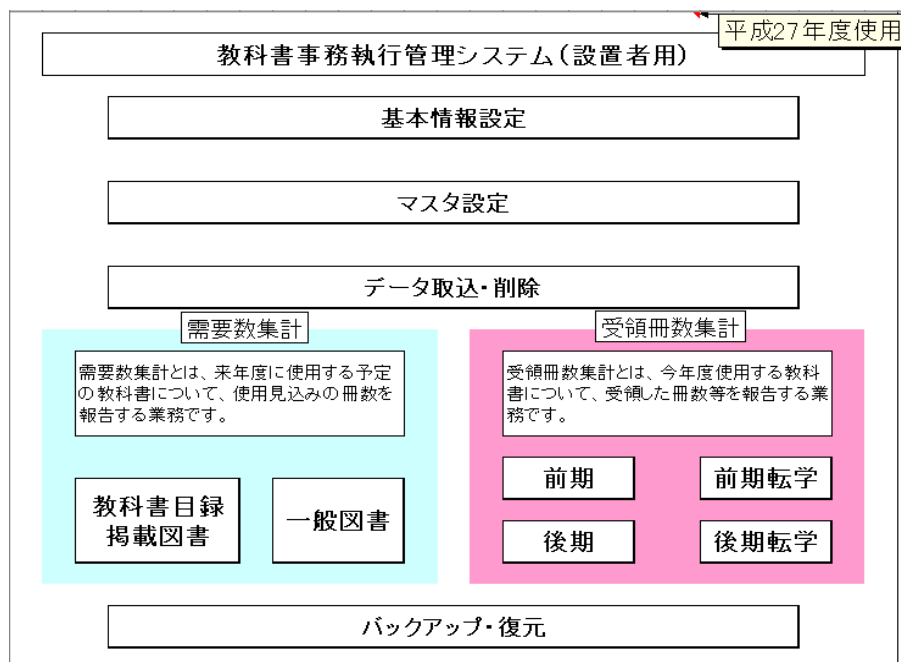 平成27年度使用
教科書事務執行管理システム(設置者用)
基本情報設定
マスタ設定
データ取込・削除
需要数集計
需要数集計とは、来年度に使用する予定
の教科書について、使用見込みの冊数を
報告する業務です。
教科書目録
掲載図書
一般図書
受領冊数集計
受領冊数集計とは、今年度使用する教科
書について、受領した冊数等を報告する業
務です。
前期
前期転学
後期
後期転学
バックアップ・復元